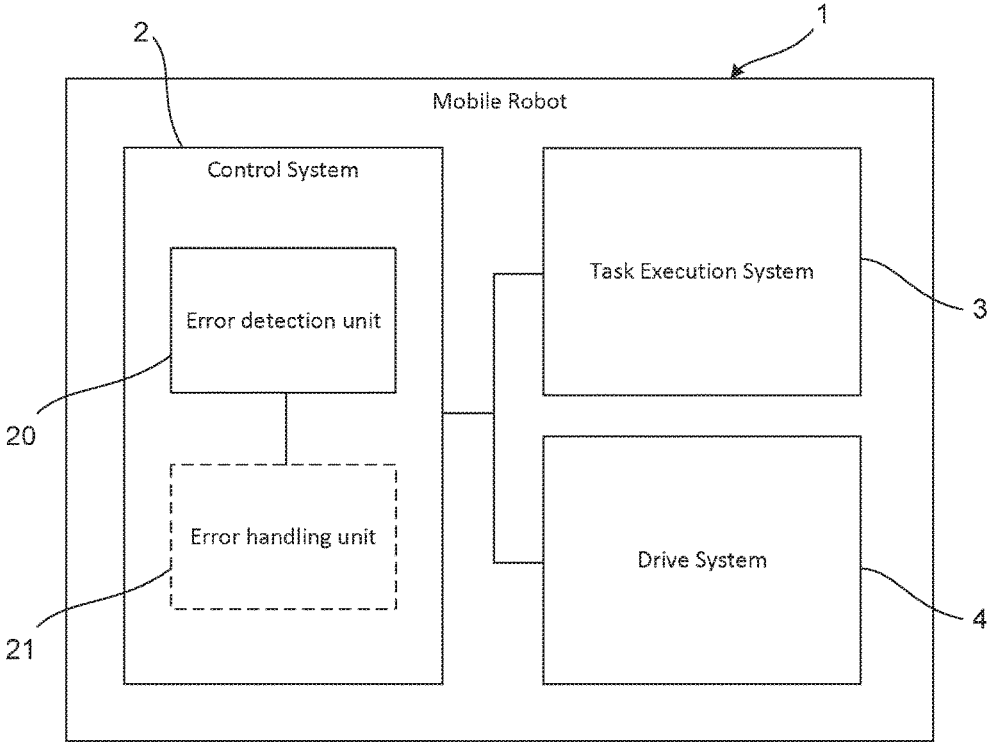 1
2
Mobile Robot
Control System
Error detection unit
Task Execution System
3
20
Error handling unit
Drive System
4
21